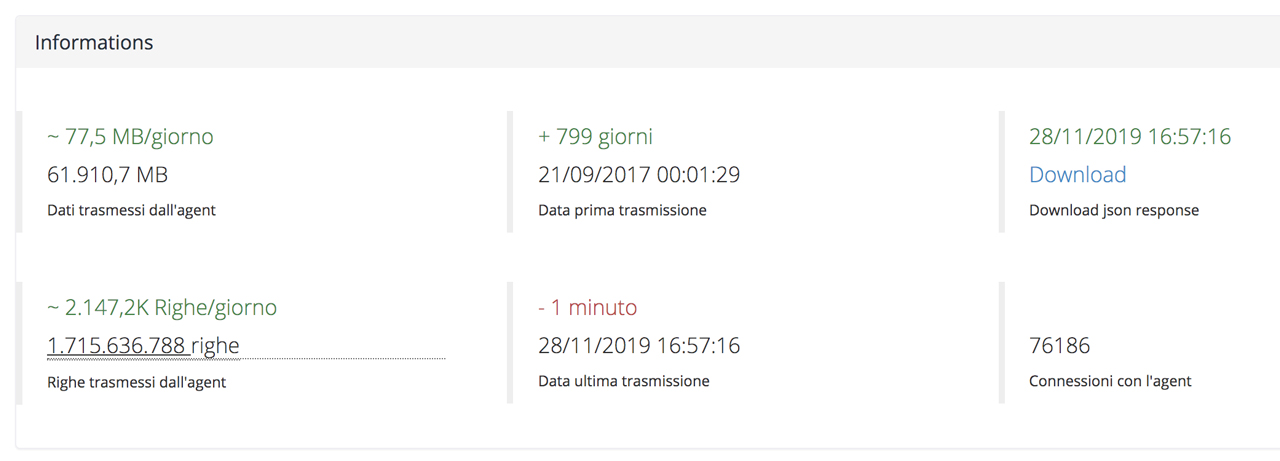 Informations
~ 77,5 MB/giorno
61.910,7 MB
Dati trasmessi dall'agent
+ 799 giorni
21/09/2017 00:01:29
Data prima trasmissione
28/11/2019 16:57:16
Download
Download json response
~ 2.147,2K Righe/giorno
1.715.636.788 righe
Righe trasmessi dall'agent
- 1 minuto
28/11/2019 16:57:16
Data ultima trasmissione
76186
Connessioni con l'agent